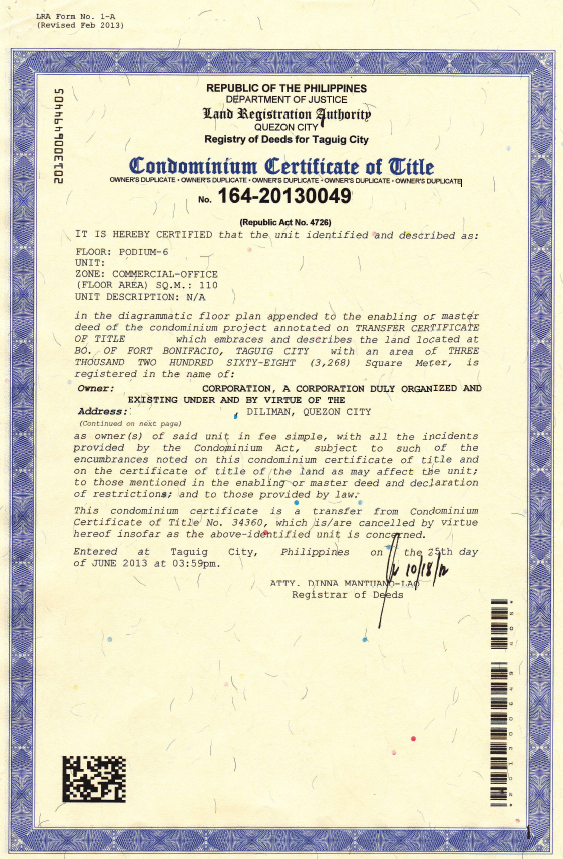 LRA Form No. 1-A
(Revised Feb 2013)
REPUBLIC OF THE PHILIPPINES
DEPARTMENT OF JUSTICE
Land Registration Authority
QUEZON CITY
Registry of Deeds for Taguig City
Condominium Certificate of Title
OWNER'S DUPLICATE • OWNER'S DUPLICATE • OWNER'S DUPLICATE • OWNER'S DUPLICATE • OWNER'S DUPLICATE
No. 164-20130049
(Republic Act No. 4726)
IT IS HEREBY CERTIFIED that the unit identified and described as:
FLOOR: PODIUM-6
UNIT:
ZONE: COMMERCIAL-OFFICE
(FLOOR AREA) SQ.M.: 110
UNIT DESCRIPTION: N/A
in the diagrammatic floor plan appended to the enabling or master
deed of the condominium project annotated on TRANSFER CERTIFICATE
OF TITLE which embraces and describes the land located at
BO. OF FORT BONIFACIO, TAGUIG CITY with an area of THREE
THOUSAND TWO HUNDRED SIXTY-EIGHT (3,268) Square Meter, is
registered in the name of:
Owner: CORPORATION, A CORPORATION DULY ORGANIZED AND
EXISTING UNDER AND BY VIRTUE OF THE
Address: DILIMAN, QUEZON CITY
(Continued on next page)
as owner(s) of said unit in fee simple, with all the incidents
provided by the Condominium Act, subject to such of the
encumbrances noted on this condominium certificate of title and
on the certificate of title of the land as may affect the unit;
to those mentioned in the enabling or master deed and declaration
of restrictions; and to those provided by law.
This condominium certificate is a transfer from Condominium
Certificate of Title No. 34360, which is/are cancelled by virtue
hereof insofar as the above-identified unit is concerned.
Entered at Taguig City, Philippines on the 25th day
of JUNE 2013 at 03:59pm.
10/18/12
ATTY. DINNA MANTUANO-LAO
Registrar of Deeds